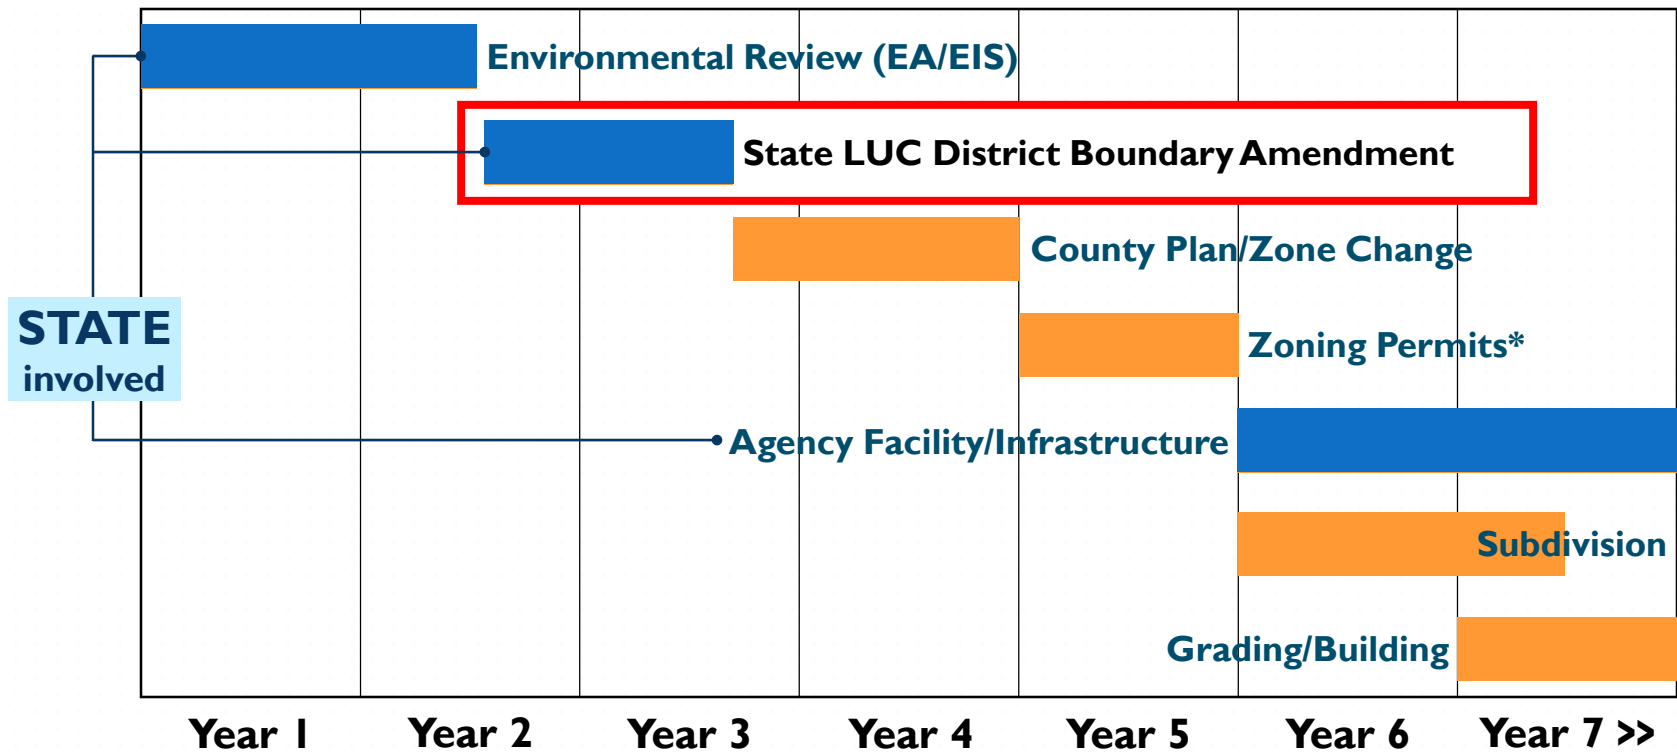 Environmental Review (EA/EIS)
State LUC District Boundary Amendment
County Plan/Zone Change
STATE
involved
Zoning Permits*
Agency Facility/Infrastructure
Subdivision
Grading/Building
Year 1 Year 2 Year 3 Year 4 Year 5 Year 6 Year 7 >>